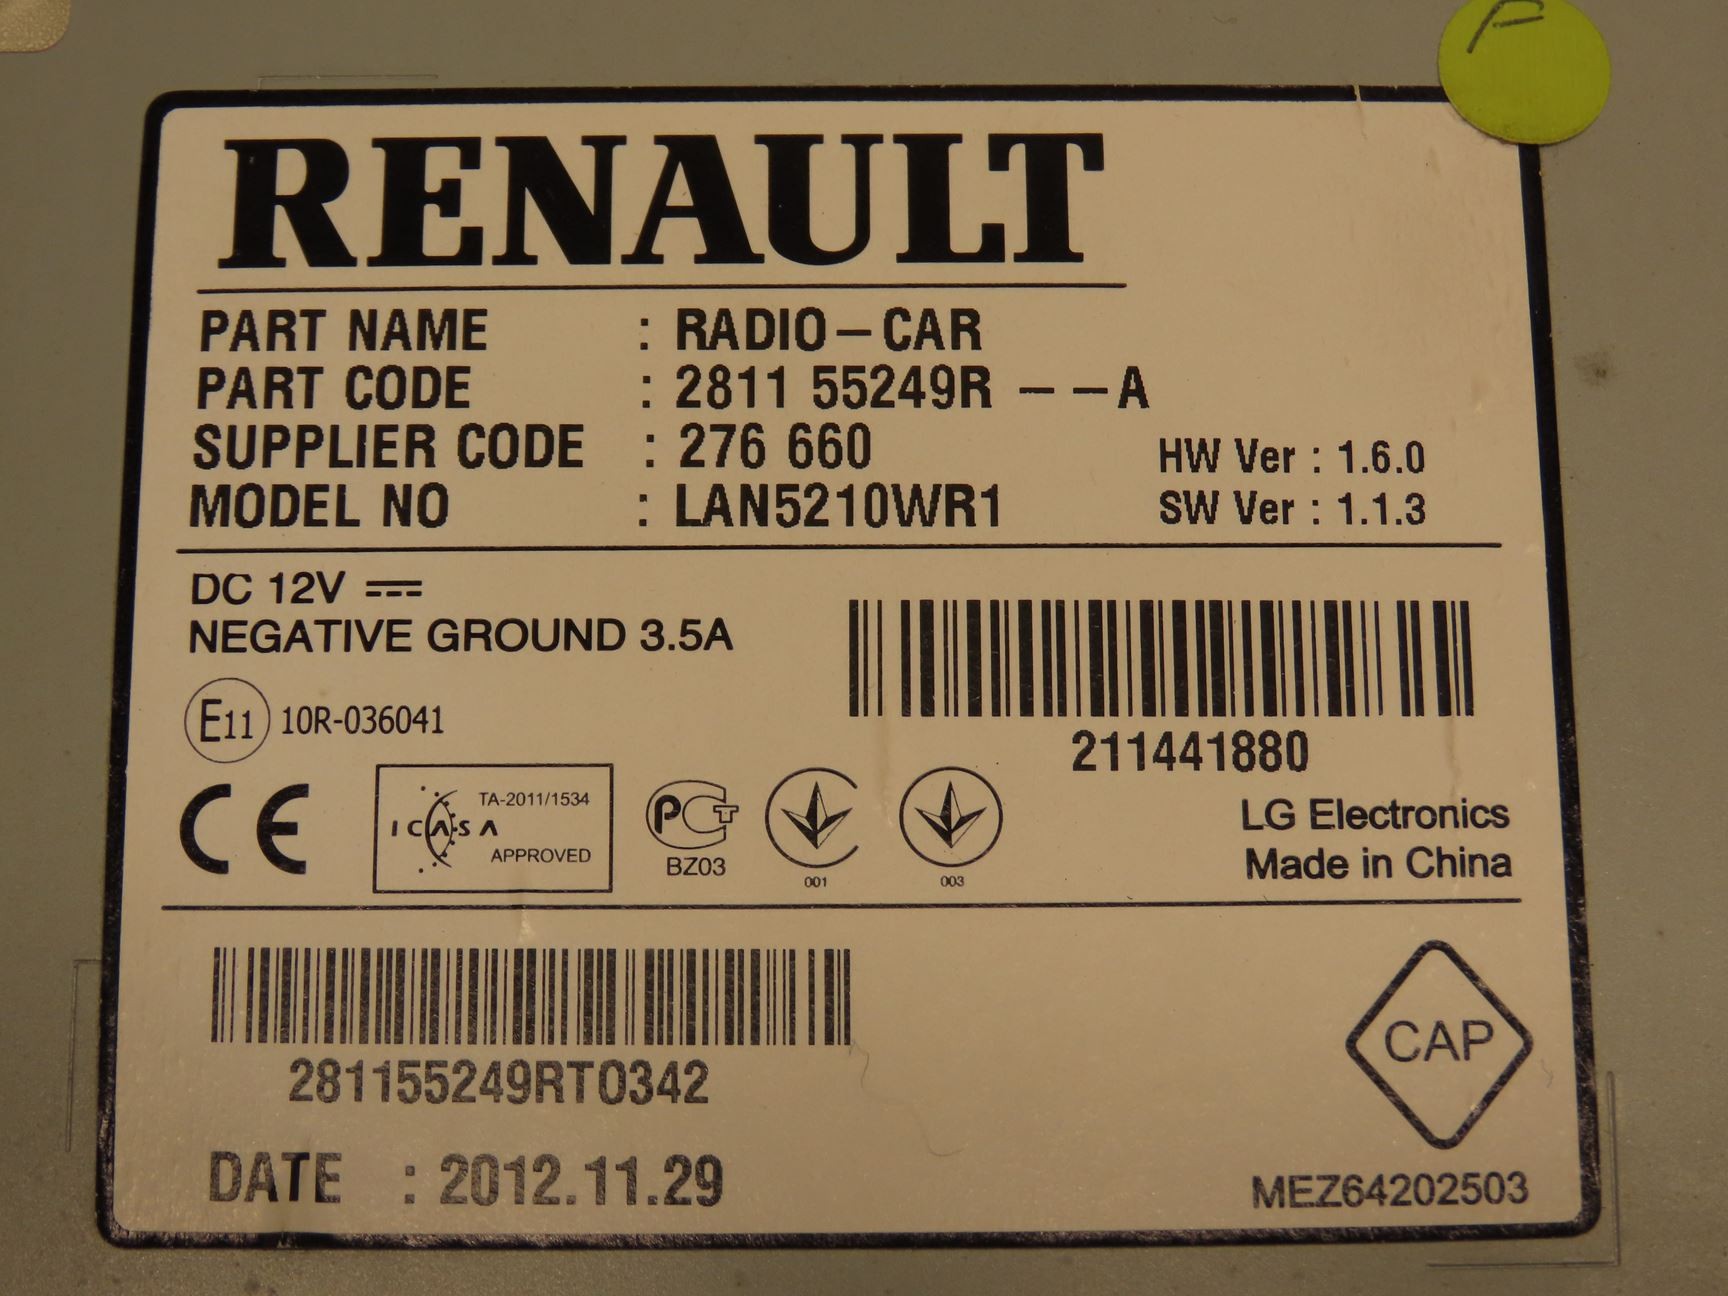 F
RENAULT
PART NAME : RADIO-CAR
PART CODE : 2811 55249R --A
SUPPLIER CODE : 276 660
MODEL NO : LAN5210WR1
HW Ver : 1.6.0
SW Ver : 1.1.3
DC 12V
NEGATIVE GROUND 3.5A
E11 10R-036041
211441880
CE
TA-2011/1534
ICASA
APPROVED
PCT
BZ03
001
003
LG Electronics
Made in China
281155249RT0342
CAP
DATE : 2012.11.29
MEZ64202503